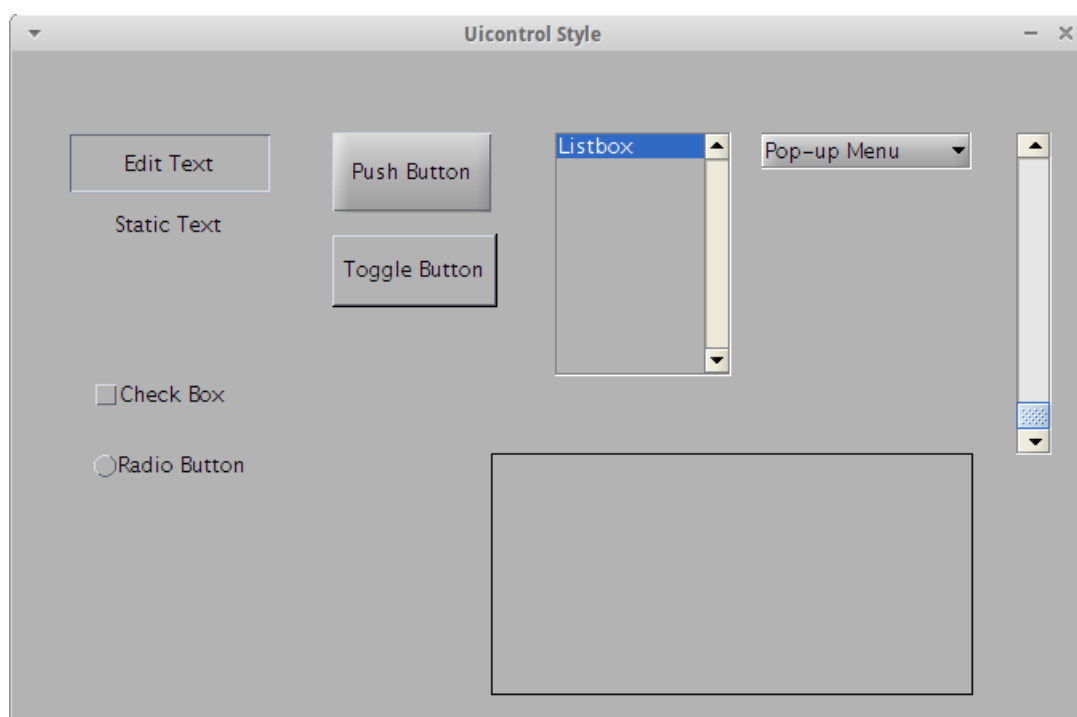 Uicontrol Style
Edit Text
Push Button
Listbox
Pop-up Menu
Static Text
Toggle Button
Check Box
Radio Button